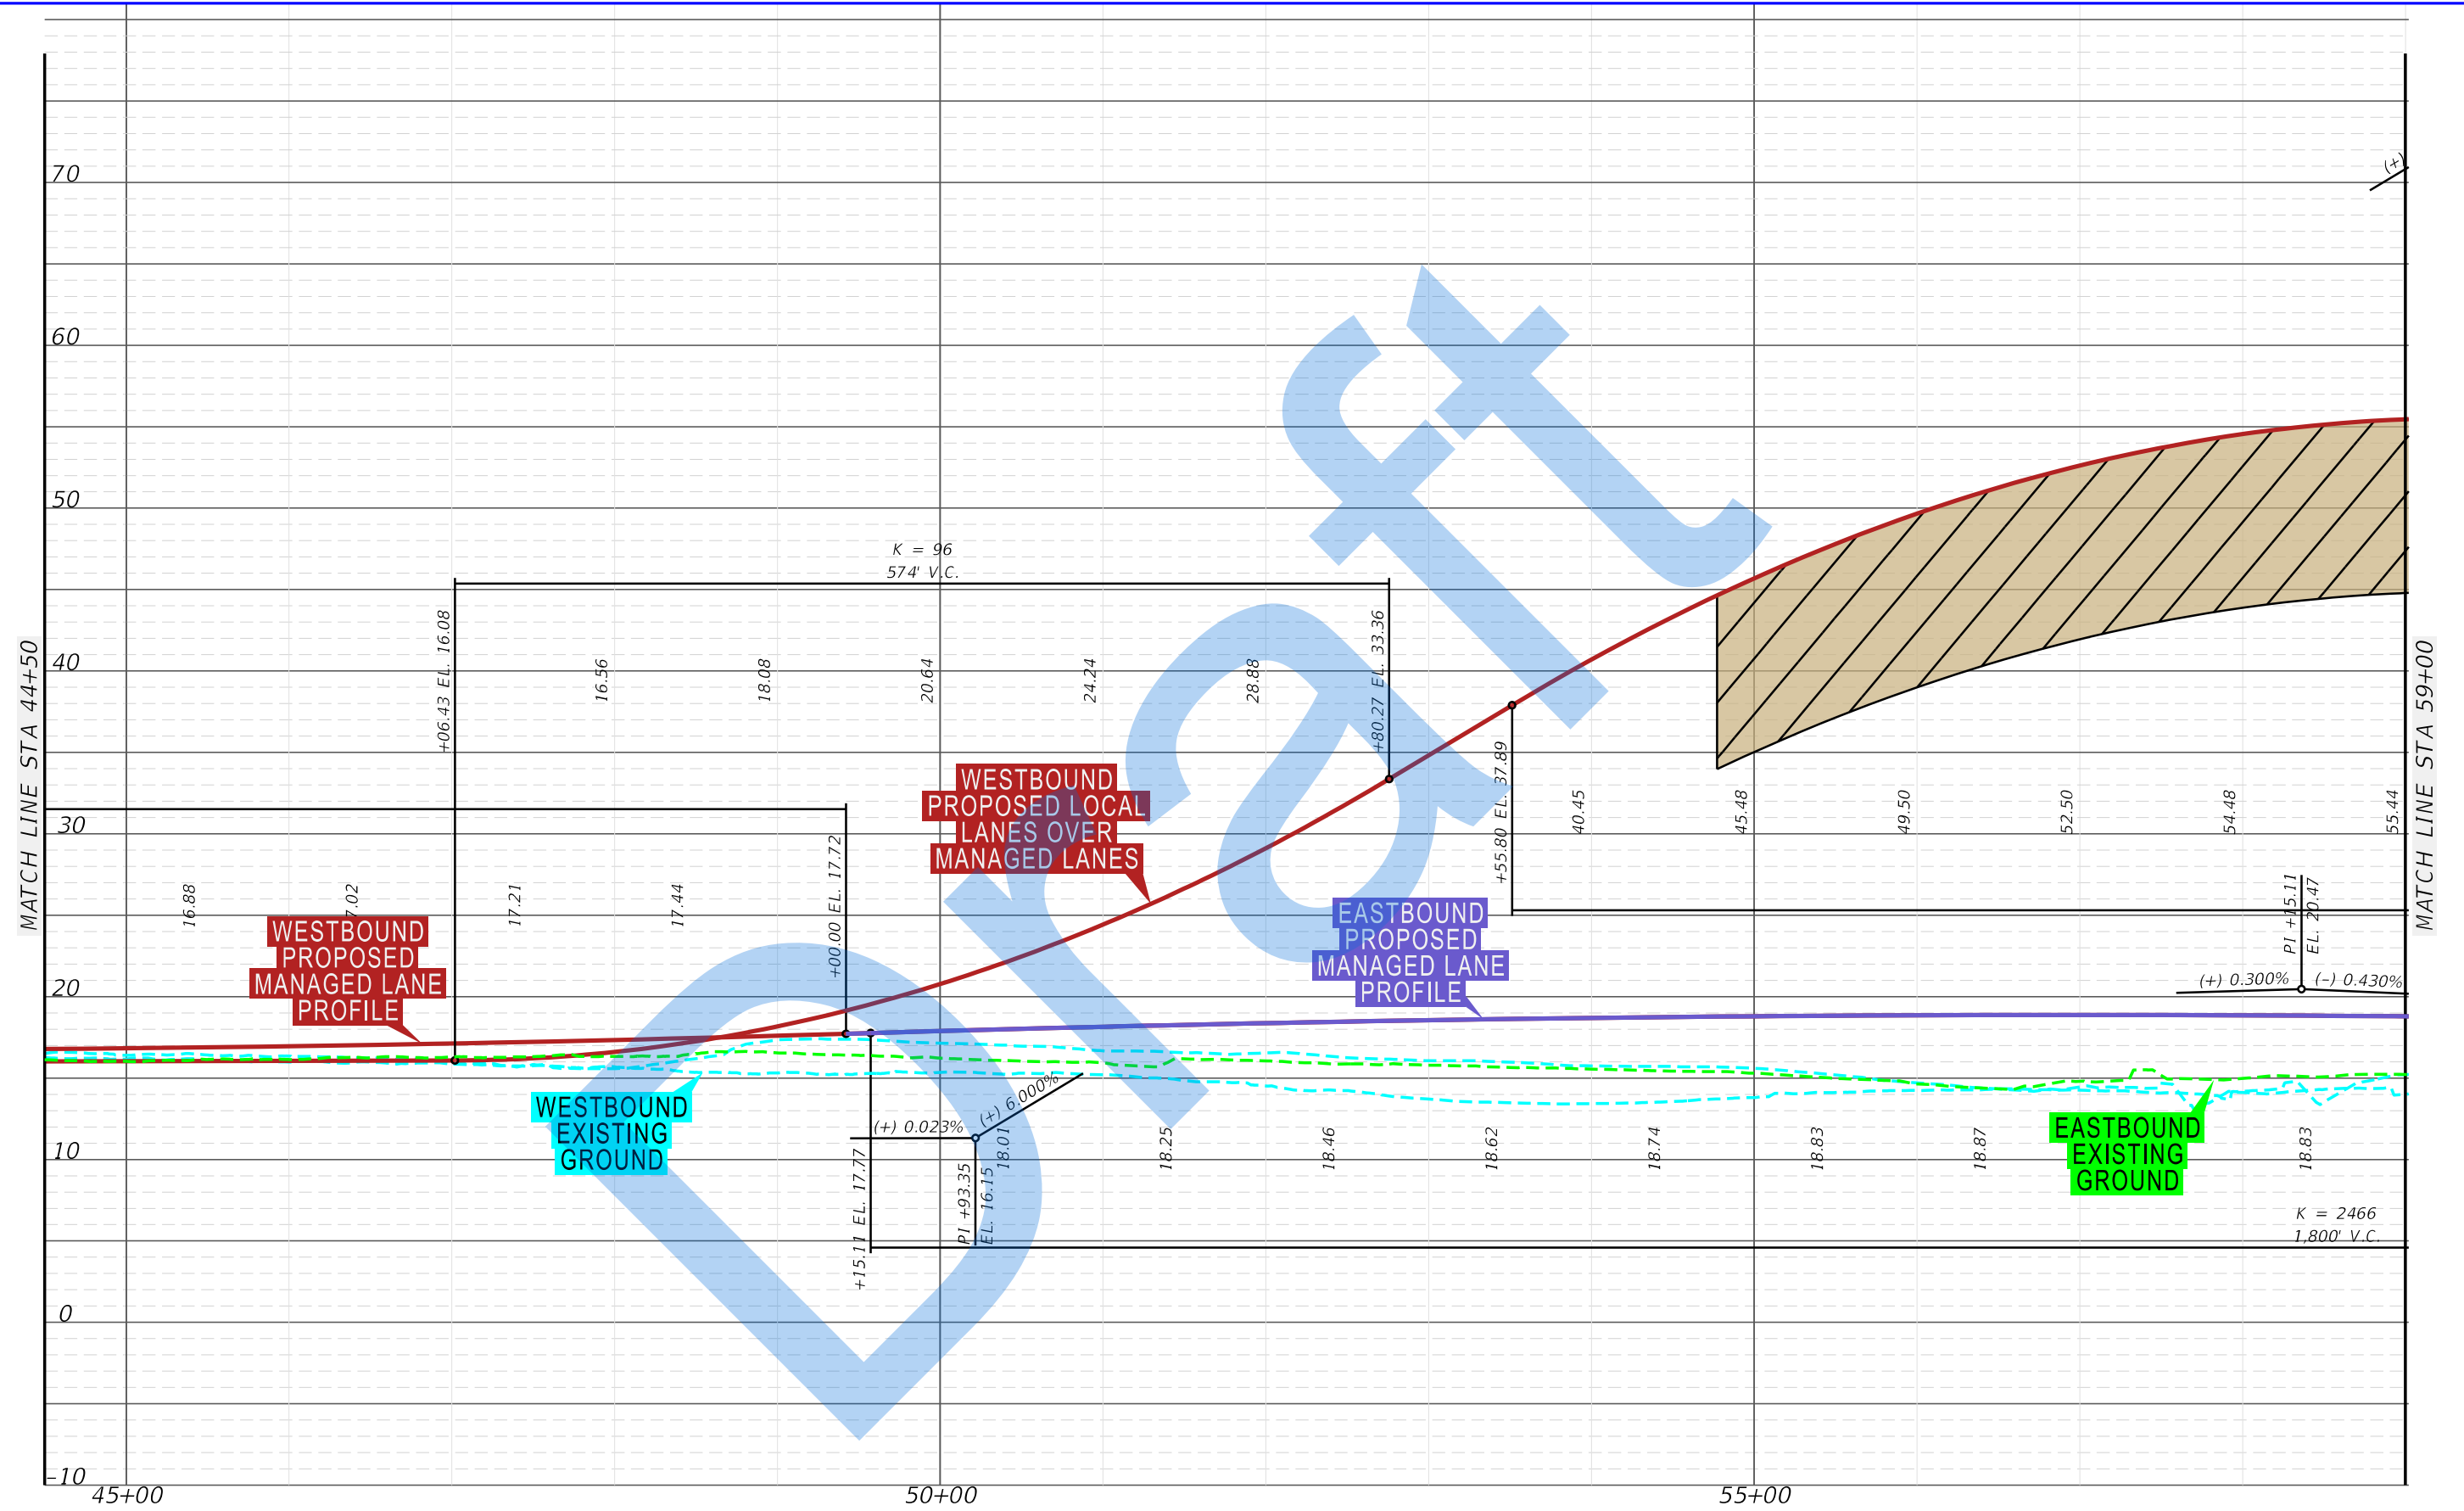 70
(+)
60
50
K = 96
574' V.C.
40
+06.43 EL. 16.08
16.56
18.08
20.64
24.24
28.88
+80.27 EL. 33.36
MATCH LINE STA 44+50
MATCH LINE STA 59+00
30
WESTBOUND
PROPOSED LOCAL
LANES OVER
MANAGED LANES
+55.80 EL. 37.89
40.45
45.48
49.50
52.50
54.48
55.44
16.88
7.02
17.21
17.44
+00.00 EL. 17.72
WESTBOUND
PROPOSED
MANAGED LANE
PROFILE
EASTBOUND
PROPOSED
MANAGED LANE
PROFILE
PI +15.11
EL. 20.47
(+) 0.300%
(–) 0.430%
20
Draft
WESTBOUND
EXISTING
GROUND
(+) 0.023%
(+) 6.000%
10
+15.11 EL. 17.77
PI +93.35
EL. 16.15
18.01
18.25
18.46
18.62
18.74
18.83
18.87
18.83
EASTBOUND
EXISTING
GROUND
K = 2466
1,800' V.C.
0
–10
45+00
50+00
55+00